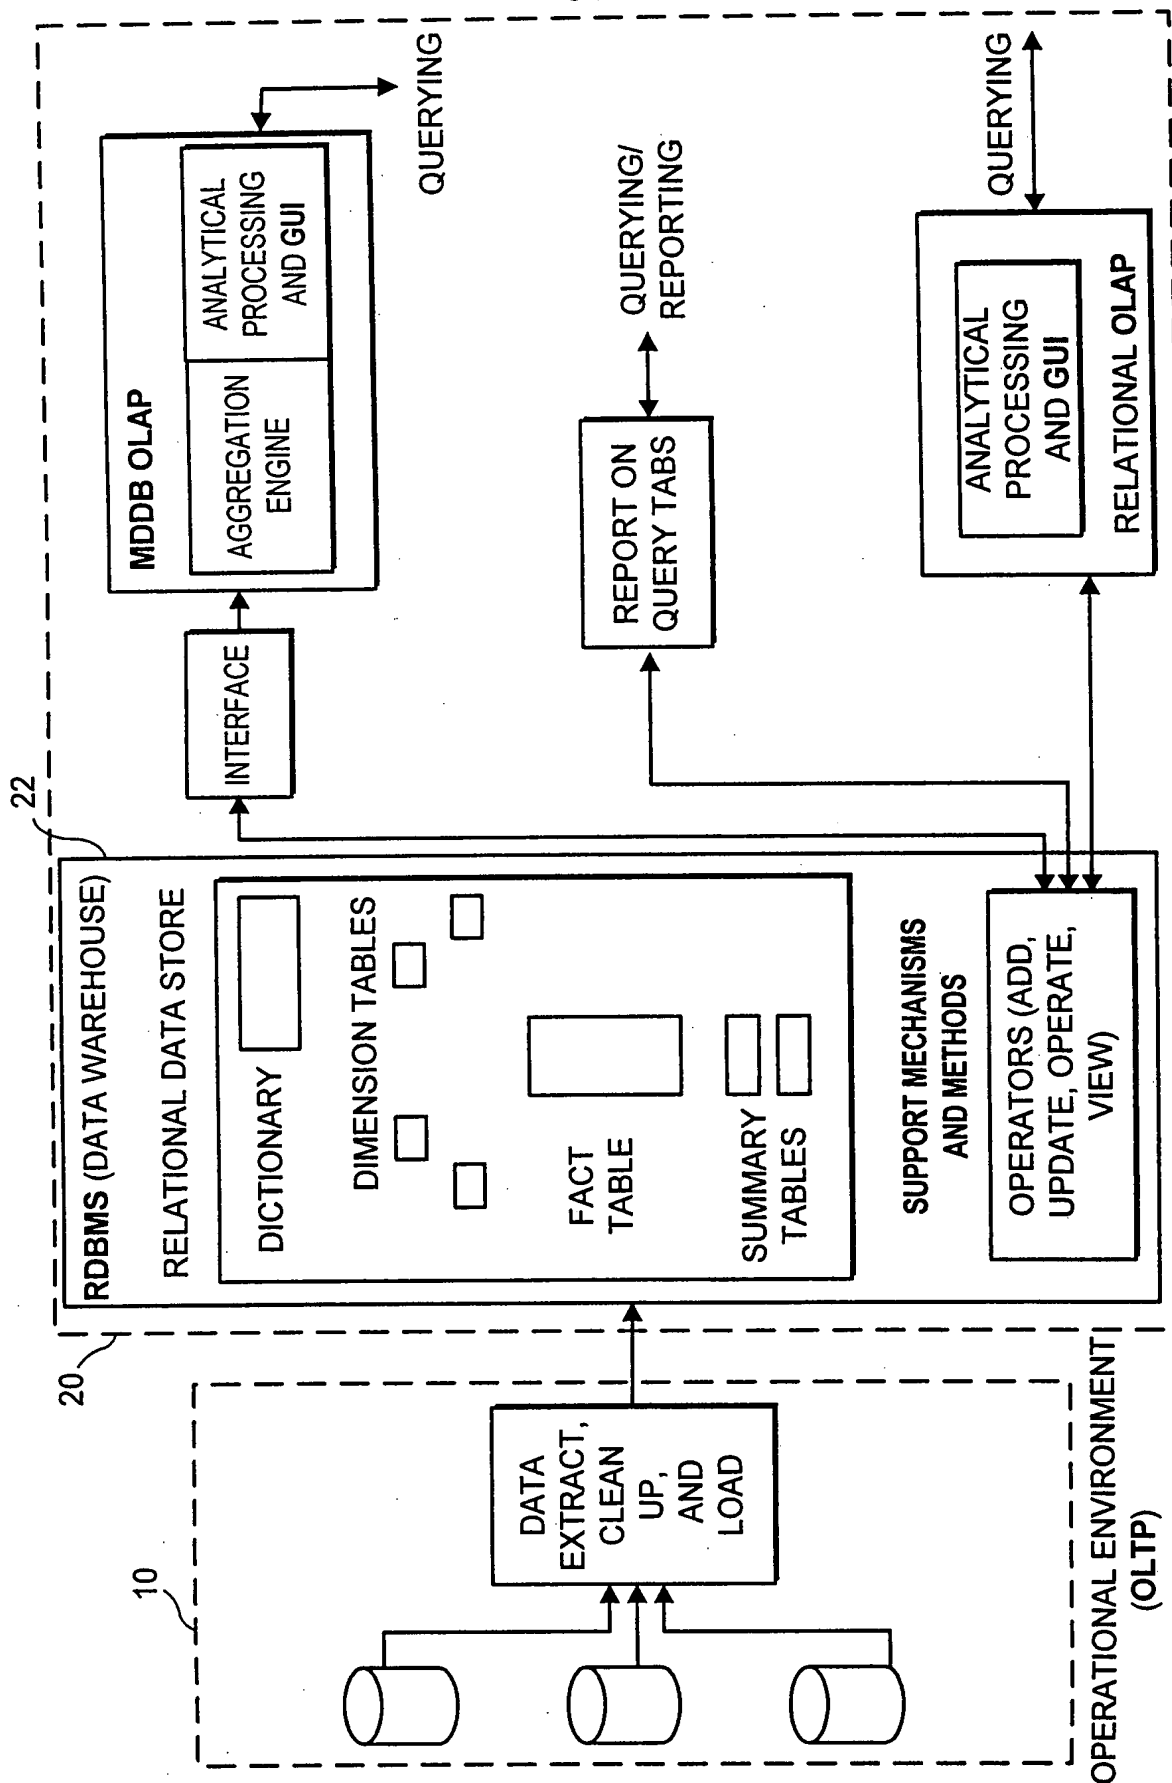 10
DATA
EXTRACT,
CLEAN
UP,
AND
LOAD
OPERATIONAL ENVIRONMENT
(OLTP)
20
22
RDBMS (DATA WAREHOUSE)
RELATIONAL DATA STORE
DICTIONARY
DIMENSION TABLES
FACT
TABLE
SUMMARY
TABLES
SUPPORT MECHANISMS
AND METHODS
OPERATORS (ADD,
UPDATE, OPERATE,
VIEW)
INTERFACE
MDDB OLAP
AGGREGATION
ENGINE
ANALYTICAL
PROCESSING
AND GUI
QUERYING
REPORT ON
QUERY TABS
QUERYING/
REPORTING
ANALYTICAL
PROCESSING
AND GUI
RELATIONAL OLAP
QUERYING